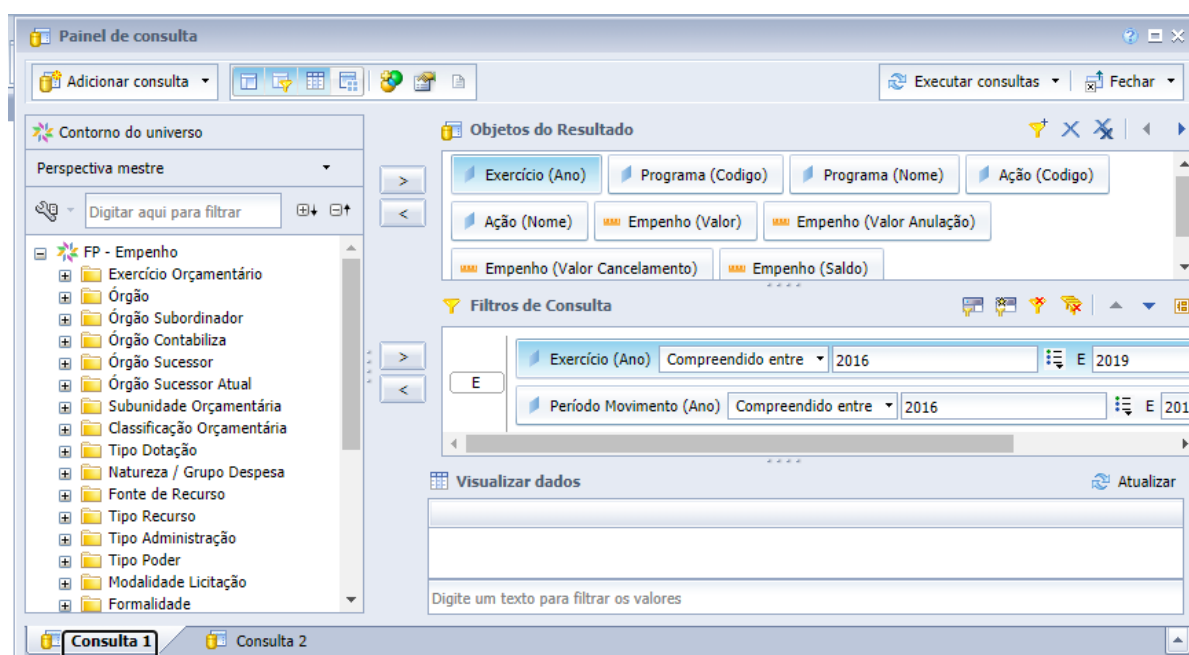 Painel de consulta
Adicionar consulta
Executar consultas
Fechar
Contorno do universo
Perspectiva mestre
Digitar aqui para filtrar
FP - Empenho
Exercício Orçamentário
Órgão
Órgão Subordinador
Órgão Contabiliza
Órgão Sucessor
Órgão Sucessor Atual
Subunidade Orçamentária
Classificação Orçamentária
Tipo Dotação
Natureza / Grupo Despesa
Fonte de Recurso
Tipo Recurso
Tipo Administração
Tipo Poder
Modalidade Licitação
Formalidade
> 
<
Objetos do Resultado
Exercício (Ano) Programa (Codigo) Programa (Nome) Ação (Codigo)
Ação (Nome) Empenho (Valor) Empenho (Valor Anulação)
Empenho (Valor Cancelamento) Empenho (Saldo)
>
<
Filtros de Consulta
E
Exercício (Ano) Compreendido entre 2016 E 2019
Período Movimento (Ano) Compreendido entre 2016 E 201
Visualizar dados
Atualizar
Digite um texto para filtrar os valores
Consulta 1 Consulta 2